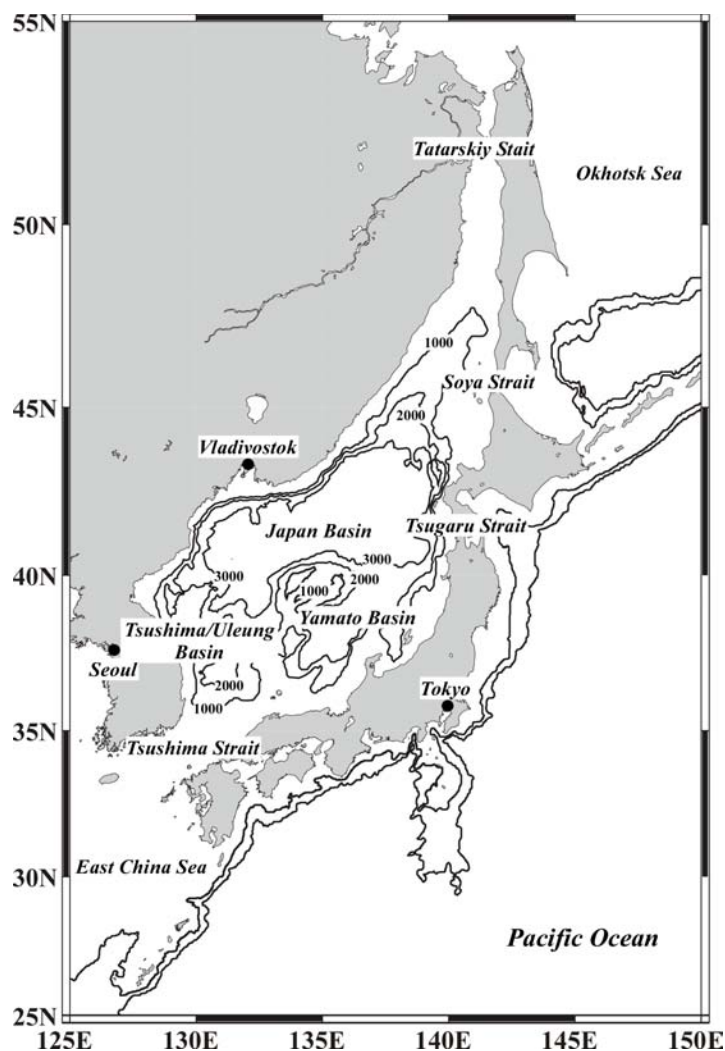 55N
Tatarskiy Stait
Okhotsk Sea
50N
1000
Soya Strait
45N
2000
Vladivostok
Japan Basin
Tsugaru Strait
40N
3000
3000
2000
1000
Tsushima/Uleung
Basin
Yamato Basin
Seoul
2000
Tokyo
1000
35N
Tsushima Strait
East China Sea
30N
Pacific Ocean
25N
125E 130E 135E 140E 145E 150E